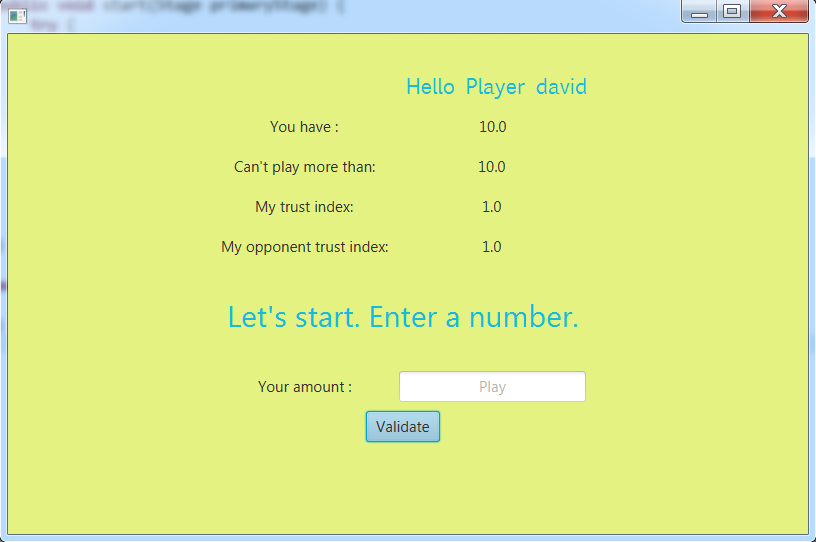 public void start(Stage primaryStage) {
try {
Hello Player david
You have : 10.0
Can't play more than: 10.0
My trust index: 1.0
My opponent trust index: 1.0
Let's start. Enter a number.
Your amount : Play
Validate